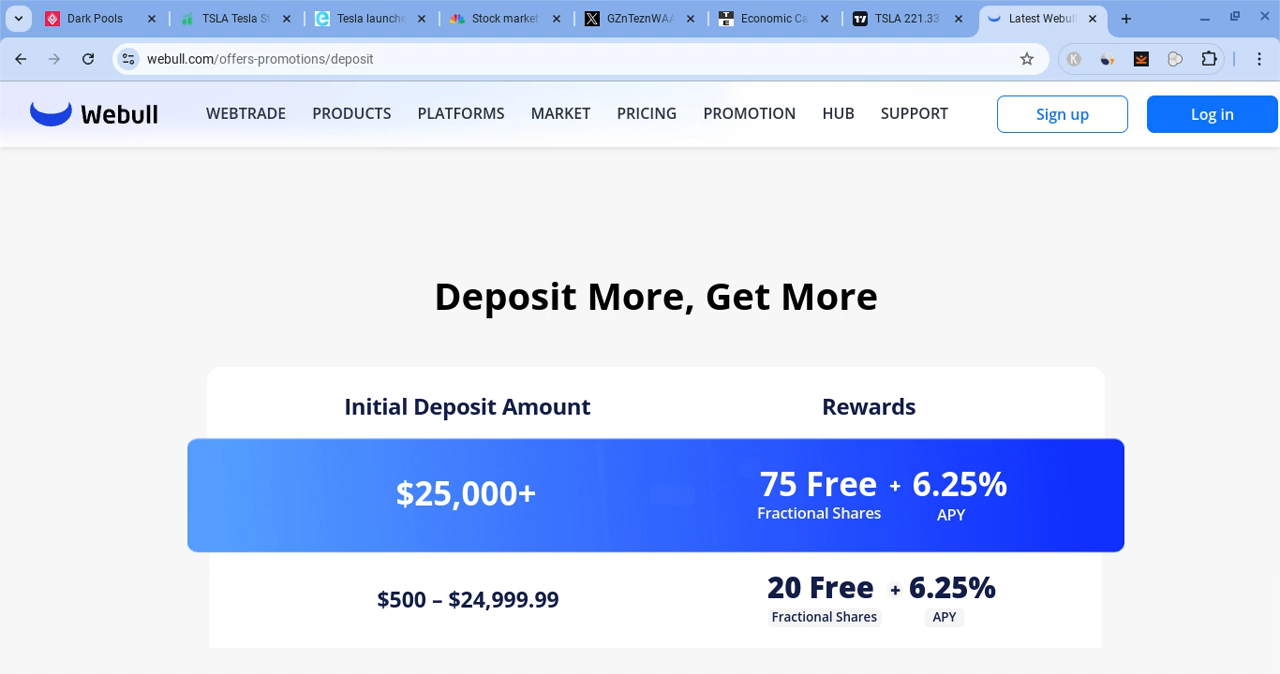 Dark Pools
TSLA Tesla St
Tesla launche
Stock market
GZnTeznWAA
Economic Ca
TSLA 221.33
Latest Webull
webull.com/offers-promotions/deposit
Webull
WEBTRADE
PRODUCTS
PLATFORMS
MARKET
PRICING
PROMOTION
HUB
SUPPORT
Sign up
Log in
Deposit More, Get More
Initial Deposit Amount
Rewards
$25,000+
75 Free + 6.25%
Fractional Shares
APY
$500 – $24,999.99
20 Free + 6.25%
Fractional Shares
APY